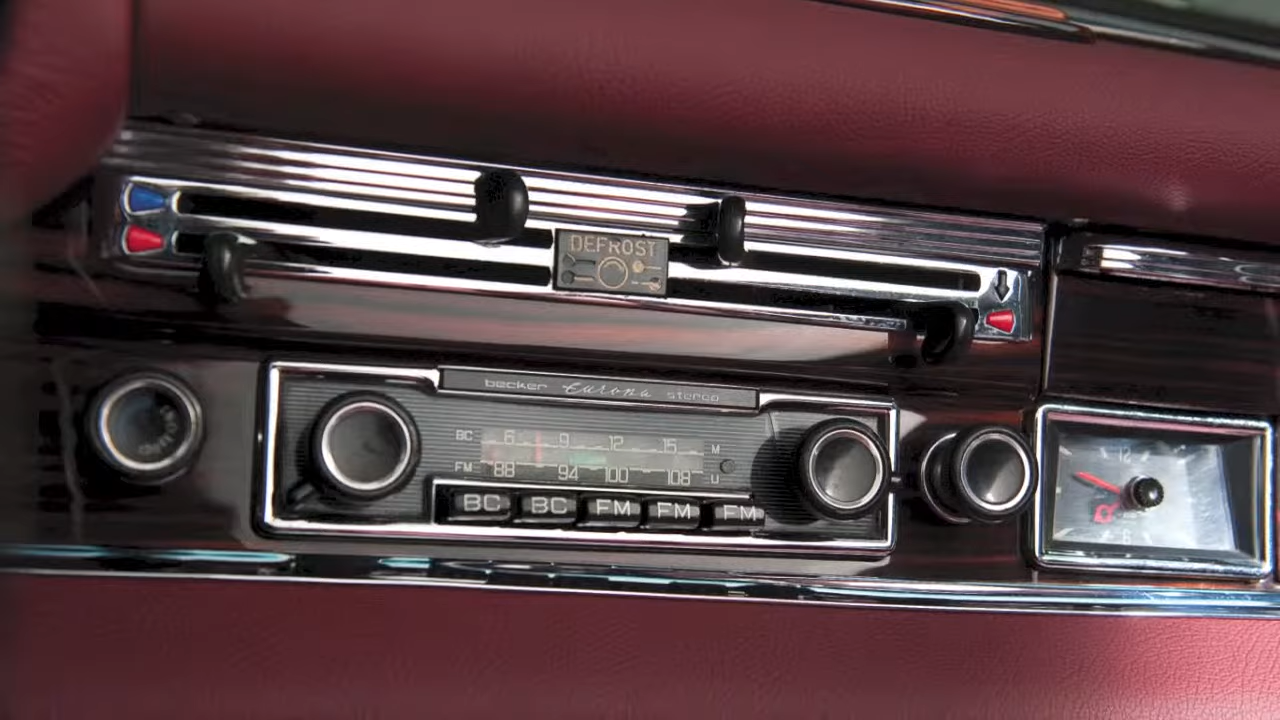 DEFROST
becker europa stereo
BC 6 9 12 15 M
FM 88 94 100 108 U
BC BC FM FM FM
12
6